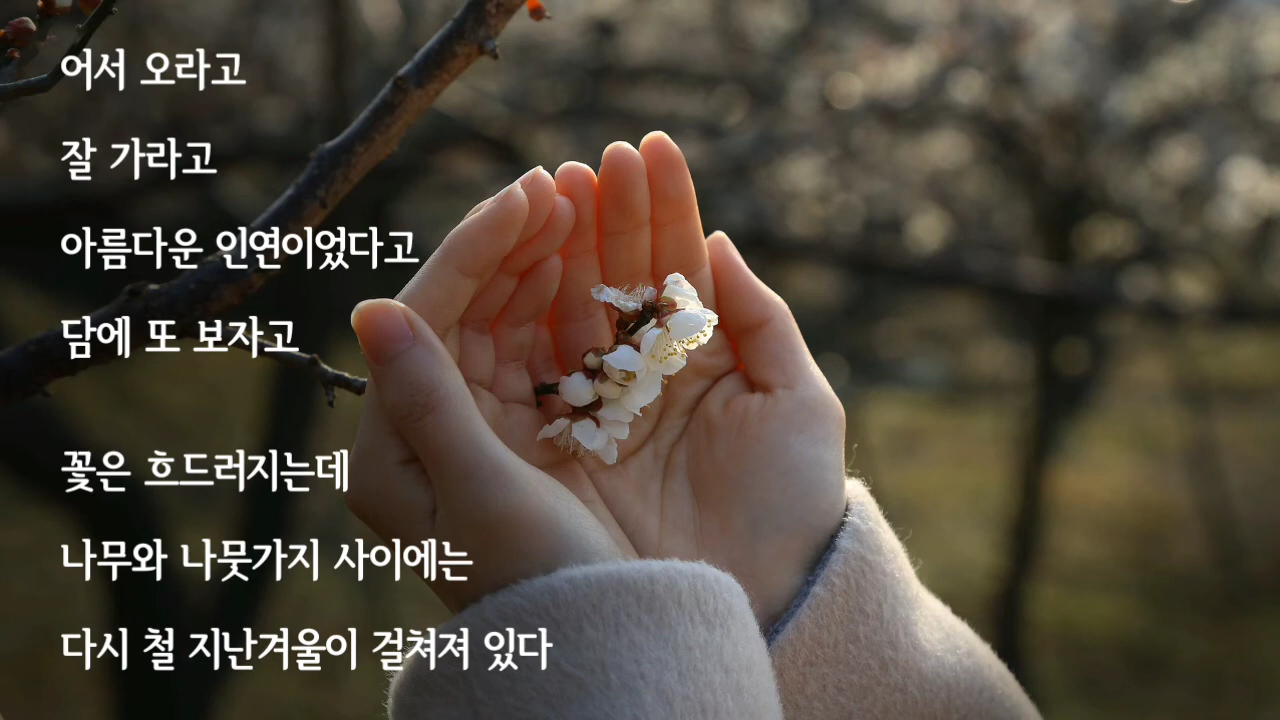 어서 오라고
잘 가라고
아름다운 인연이었다고
담에 또 보자고
꽃은 흐드러지는데
나무와 나뭇가지 사이에는
다시 철 지난겨울이 걸쳐져 있다